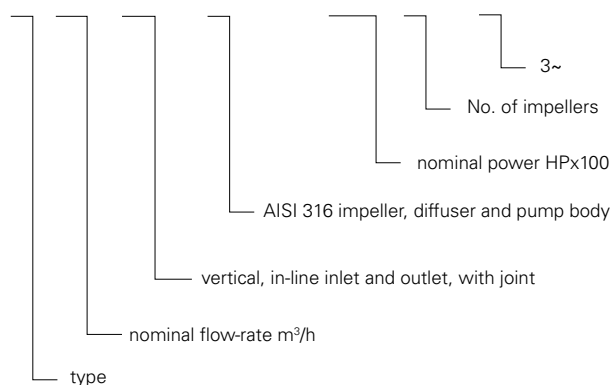 3~
No. of impellers
nominal power HPx100
AISI 316 impeller, diffuser and pump body
vertical, in-line inlet and outlet, with joint
nominal flow-rate m³/h
type